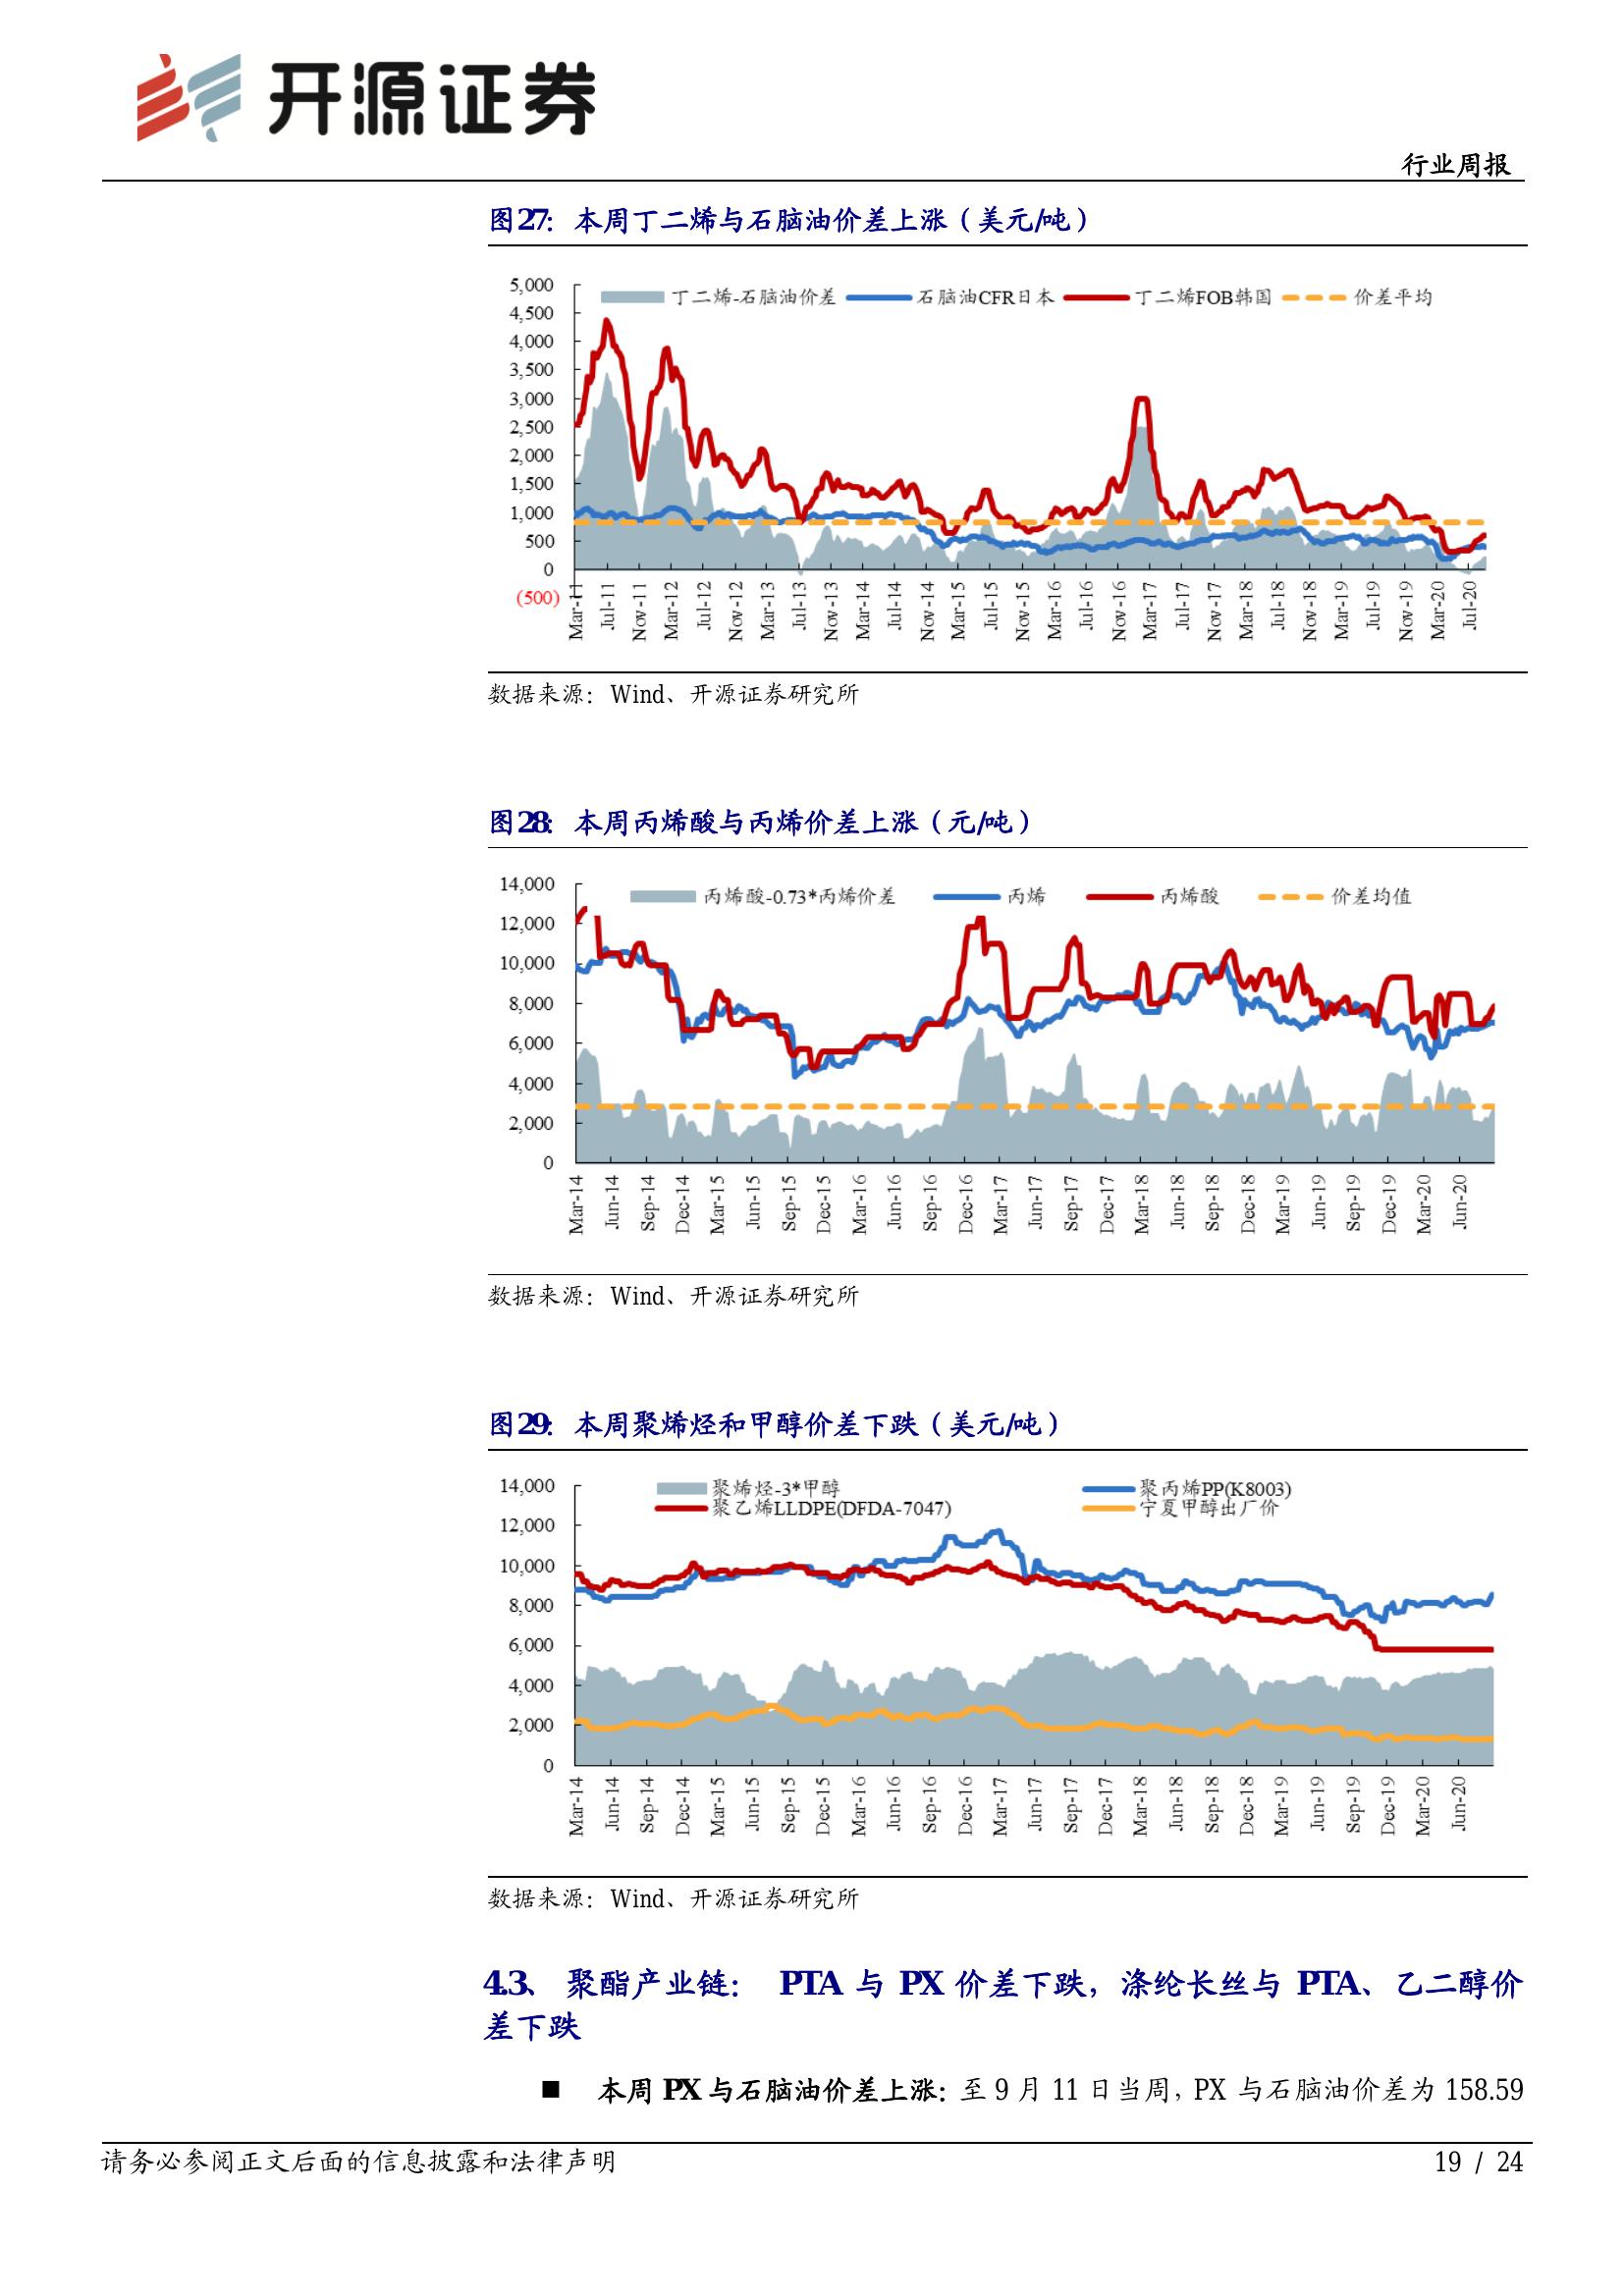 开源证券
行业周报
图27：本周丁二烯与石脑油价差上涨（美元/吨）
5,000
4,500
4,000
3,500
3,000
2,500
2,000
1,500
1,000
500
0
(500)
丁二烯-石脑油价差 石脑油CFR日本 丁二烯FOB韩国 价差平均
Mar-11 Jul-11 Nov-11 Mar-12 Jul-12 Nov-12 Mar-13 Jul-13 Nov-13 Mar-14 Jul-14 Nov-14 Mar-15 Jul-15 Nov-15 Mar-16 Jul-16 Nov-16 Mar-17 Jul-17 Nov-17 Mar-18 Jul-18 Nov-18 Mar-19 Jul-19 Nov-19 Mar-20 Jul-20
数据来源：Wind、开源证券研究所
图28：本周丙烯酸与丙烯价差上涨（元/吨）
14,000
12,000
10,000
8,000
6,000
4,000
2,000
0
丙烯酸-0.73*丙烯价差 丙烯 丙烯酸 价差均值
Mar-14 Jun-14 Sep-14 Dec-14 Mar-15 Jun-15 Sep-15 Dec-15 Mar-16 Jun-16 Sep-16 Dec-16 Mar-17 Jun-17 Sep-17 Dec-17 Mar-18 Jun-18 Sep-18 Dec-18 Mar-19 Jun-19 Sep-19 Dec-19 Mar-20 Jun-20
数据来源：Wind、开源证券研究所
图29：本周聚烯烃和甲醇价差下跌（美元/吨）
14,000
12,000
10,000
8,000
6,000
4,000
2,000
0
聚烯烃-3*甲醇 聚丙烯PP(K8003)
聚乙烯LLDPE(DFDA-7047) 宁夏甲醇出厂价
Mar-14 Jun-14 Sep-14 Dec-14 Mar-15 Jun-15 Sep-15 Dec-15 Mar-16 Jun-16 Sep-16 Dec-16 Mar-17 Jun-17 Sep-17 Dec-17 Mar-18 Jun-18 Sep-18 Dec-18 Mar-19 Jun-19 Sep-19 Dec-19 Mar-20 Jun-20
数据来源：Wind、开源证券研究所
4.3、 聚酯产业链： PTA 与 PX 价差下跌，涤纶长丝与 PTA、乙二醇价
差下跌
■ 本周 PX 与石脑油价差上涨：至 9 月 11 日当周，PX 与石脑油价差为 158.59
请务必参阅正文后面的信息披露和法律声明
19 / 24